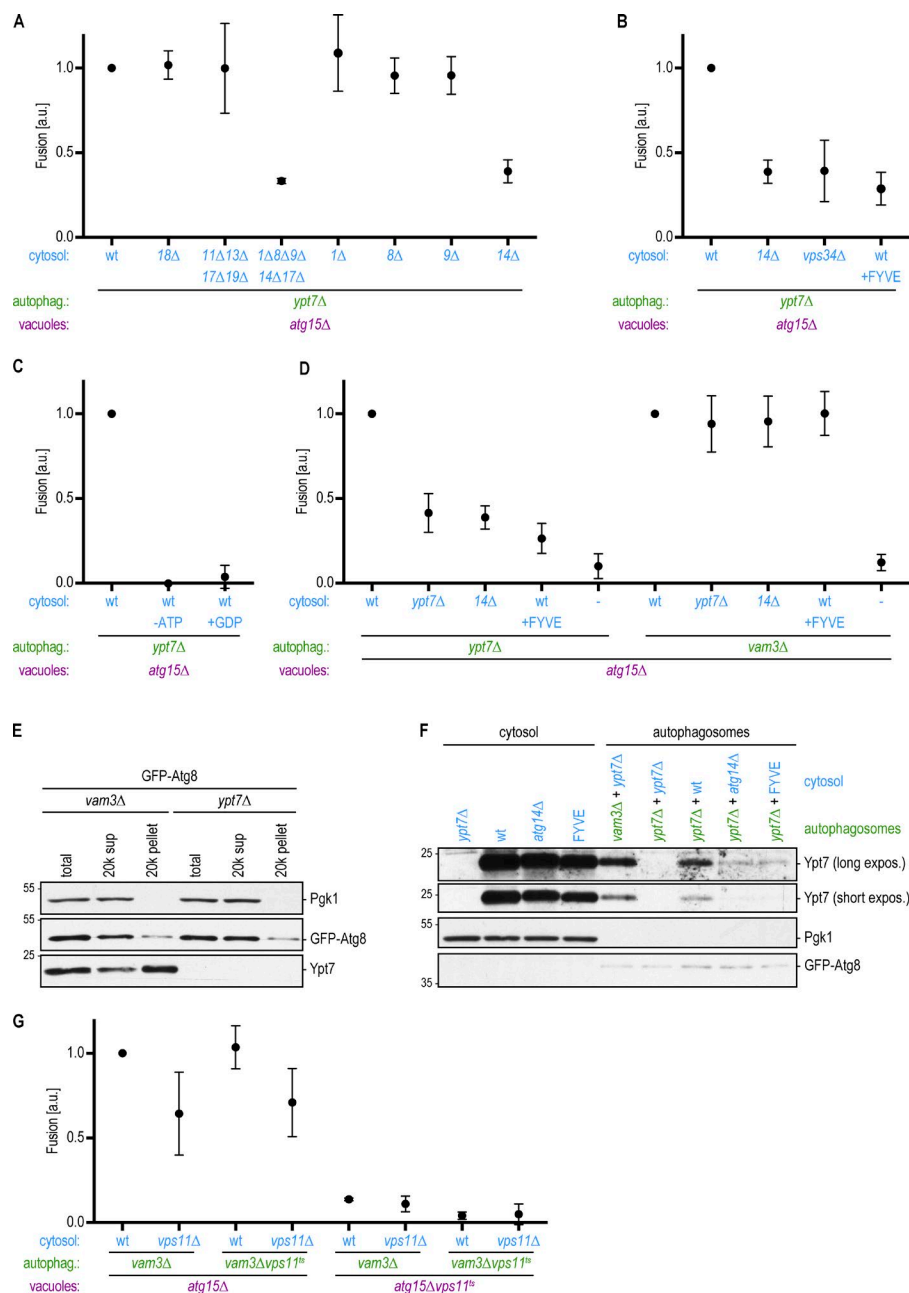 A
Fusion [a.u.]
1.0
0.5
0.0
cytosol: wt 18Δ 11Δ13Δ 1Δ8Δ9Δ 1Δ 8Δ 9Δ 14Δ
17Δ19Δ 14Δ17Δ
autophag.: ypt7Δ
vacuoles: atg15Δ
B
Fusion [a.u.]
1.0
0.5
0.0
cytosol: wt 14Δ vps34Δ wt
+FYVE
autophag.: ypt7Δ
vacuoles: atg15Δ
C
Fusion [a.u.]
1.0
0.5
0.0
cytosol: wt wt wt
-ATP +GDP
autophag.: ypt7Δ
vacuoles: atg15Δ
D
Fusion [a.u.]
1.0
0.5
0.0
cytosol: wt ypt7Δ 14Δ wt - wt ypt7Δ 14Δ wt -
+FYVE +FYVE
autophag.: ypt7Δ vam3Δ
vacuoles: atg15Δ
E
GFP-Atg8
vam3Δ ypt7Δ
total 20k sup 20k pellet total 20k sup 20k pellet
55 Pgk1
55 GFP-Atg8
35
25 Ypt7
F
cytosol autophagosomes
ypt7Δ wt atg14Δ FYVE vam3Δ + ypt7Δ ypt7Δ + ypt7Δ ypt7Δ + wt ypt7Δ + atg14Δ ypt7Δ + FYVE
cytosol
autophagosomes
25 Ypt7 (long expos.)
25 Ypt7 (short expos.)
55 Pgk1
GFP-Atg8
35
G
Fusion [a.u.]
1.0
0.5
0.0
cytosol: wt vps11Δ wt vps11Δ wt vps11Δ wt vps11Δ
autophag.: vam3Δ vam3Δvps11ts vam3Δ vam3Δvps11ts
vacuoles: atg15Δ atg15Δvps11ts